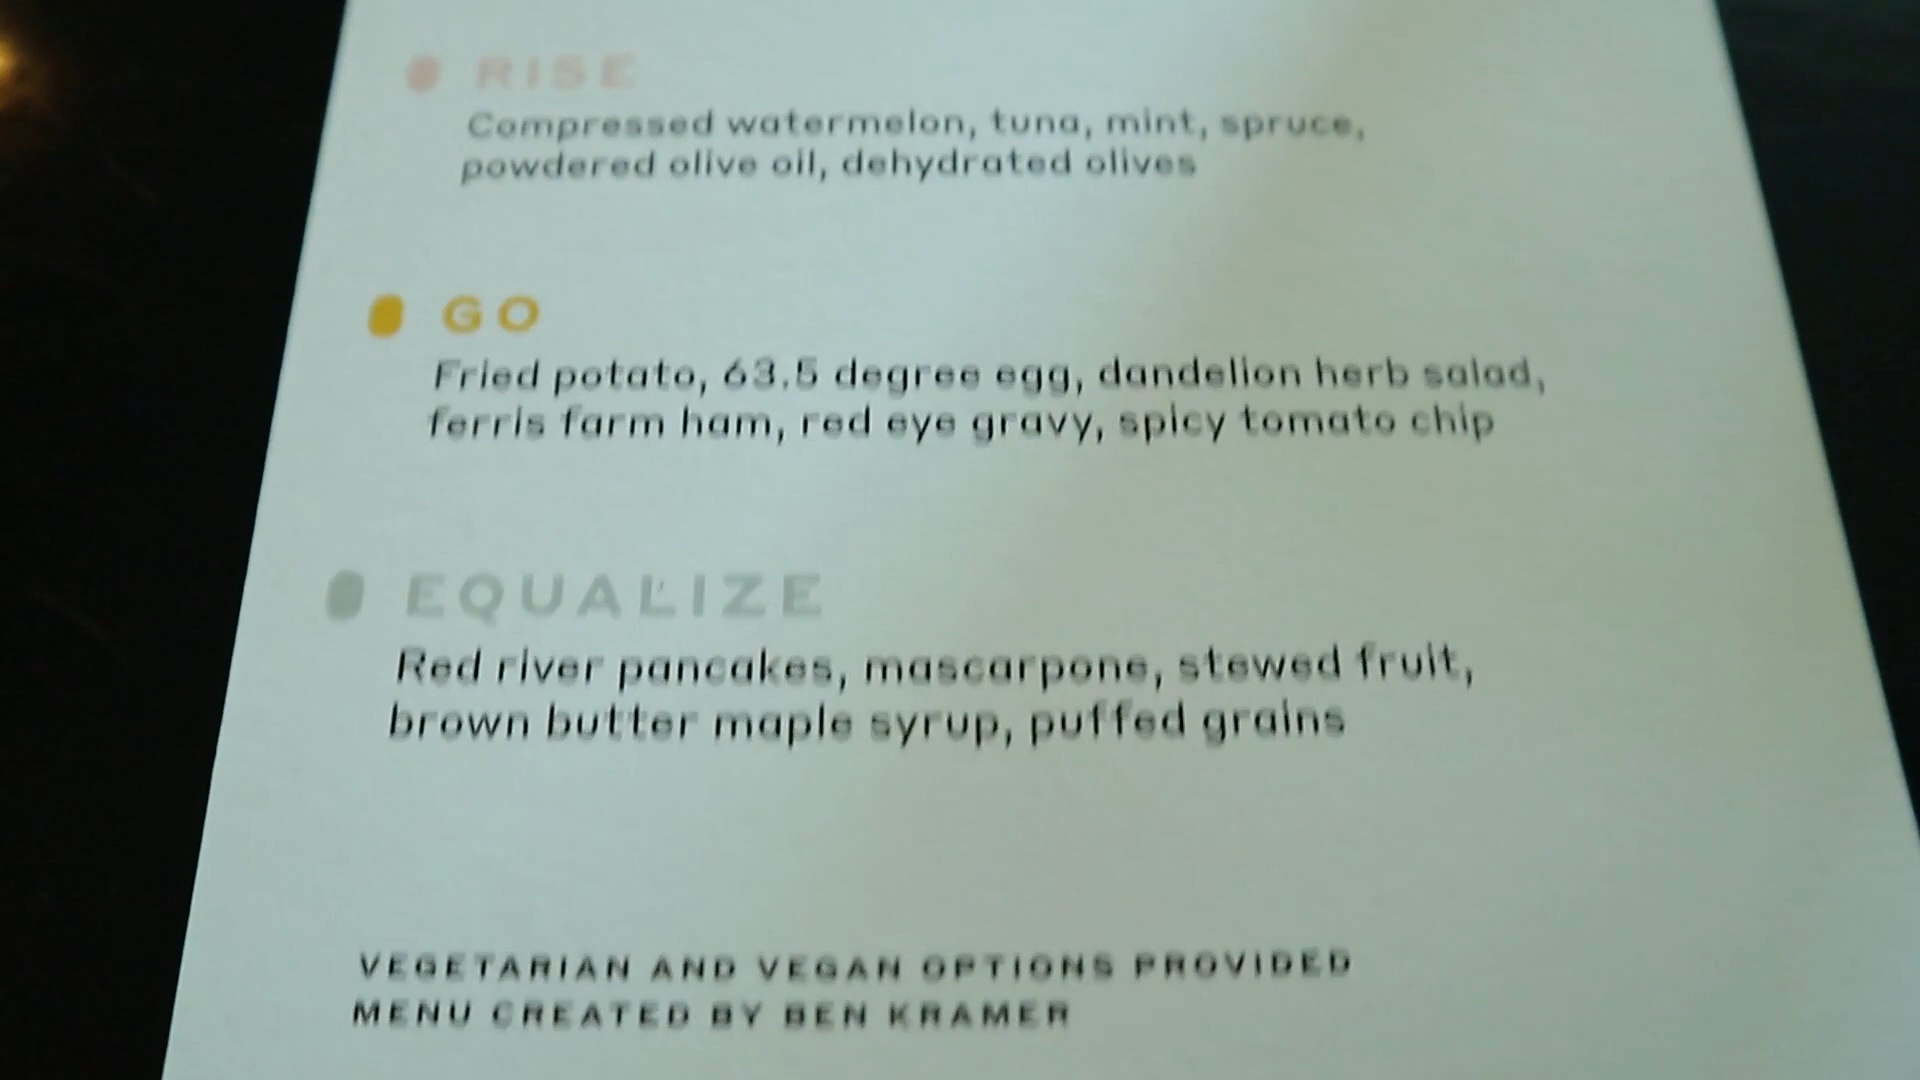 RISE
Compressed watermelon, tuna, mint, spruce,
powdered olive oil, dehydrated olives
GO
Fried potato, 63.5 degree egg, dandelion herb salad,
ferris farm ham, red eye gravy, spicy tomato chip
EQUALIZE
Red river pancakes, mascarpone, stewed fruit,
brown butter maple syrup, puffed grains
VEGETARIAN AND VEGAN OPTIONS PROVIDED
MENU CREATED BY BEN KRAMER